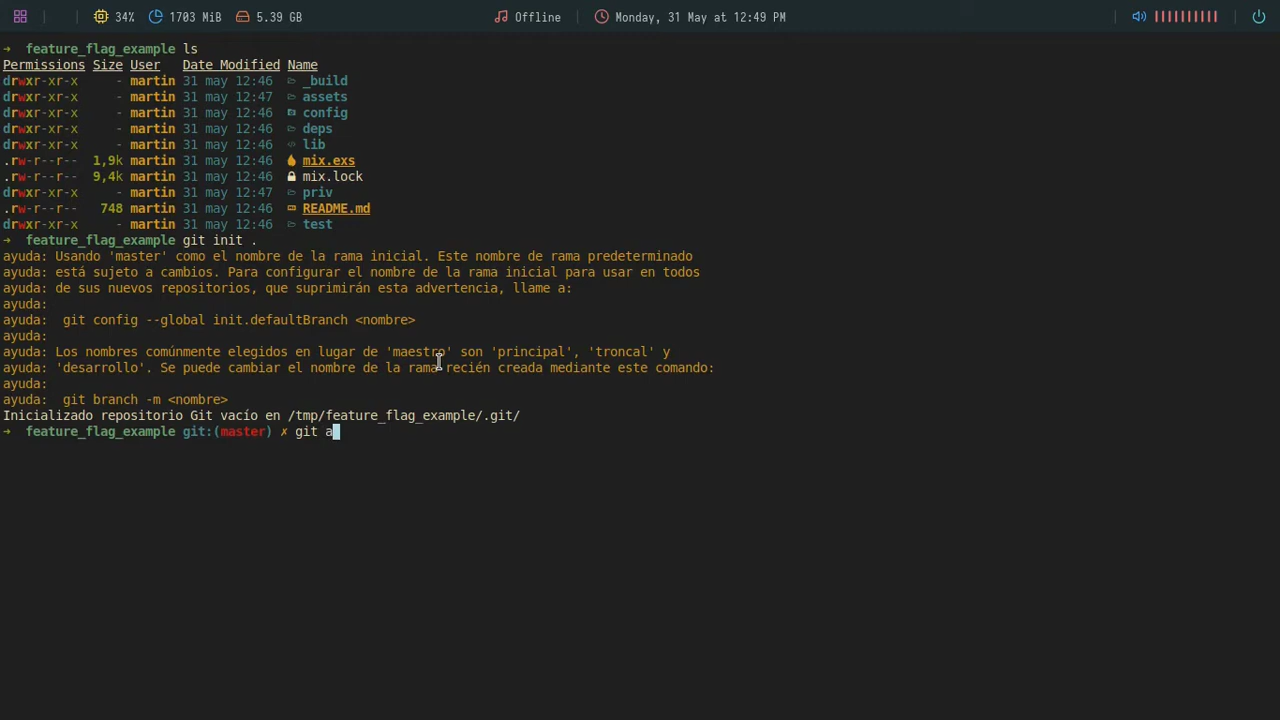 34% 1703 MiB 5.39 GB Offline Monday, 31 May at 12:49 PM
➜ feature_flag_example ls
Permissions Size User Date Modified Name
drwxr-xr-x - martin 31 may 12:46 _build
drwxr-xr-x - martin 31 may 12:47 assets
drwxr-xr-x - martin 31 may 12:46 config
drwxr-xr-x - martin 31 may 12:46 deps
drwxr-xr-x - martin 31 may 12:46 lib
.rw-r--r-- 1,9k martin 31 may 12:46 mix.exs
.rw-r--r-- 9,4k martin 31 may 12:46 mix.lock
drwxr-xr-x - martin 31 may 12:47 priv
.rw-r--r-- 748 martin 31 may 12:46 README.md
drwxr-xr-x - martin 31 may 12:46 test
➜ feature_flag_example git init .
ayuda: Usando 'master' como el nombre de la rama inicial. Este nombre de rama predeterminado
ayuda: está sujeto a cambios. Para configurar el nombre de la rama inicial para usar en todos
ayuda: de sus nuevos repositorios, que suprimirán esta advertencia, llame a:
ayuda:
ayuda: git config --global init.defaultBranch <nombre>
ayuda:
ayuda: Los nombres comúnmente elegidos en lugar de 'maestro' son 'principal', 'troncal' y
ayuda: 'desarrollo'. Se puede cambiar el nombre de la rama recién creada mediante este comando:
ayuda:
ayuda: git branch -m <nombre>
Inicializado repositorio Git vacío en /tmp/feature_flag_example/.git/
➜ feature_flag_example git:(master) ✗ git a